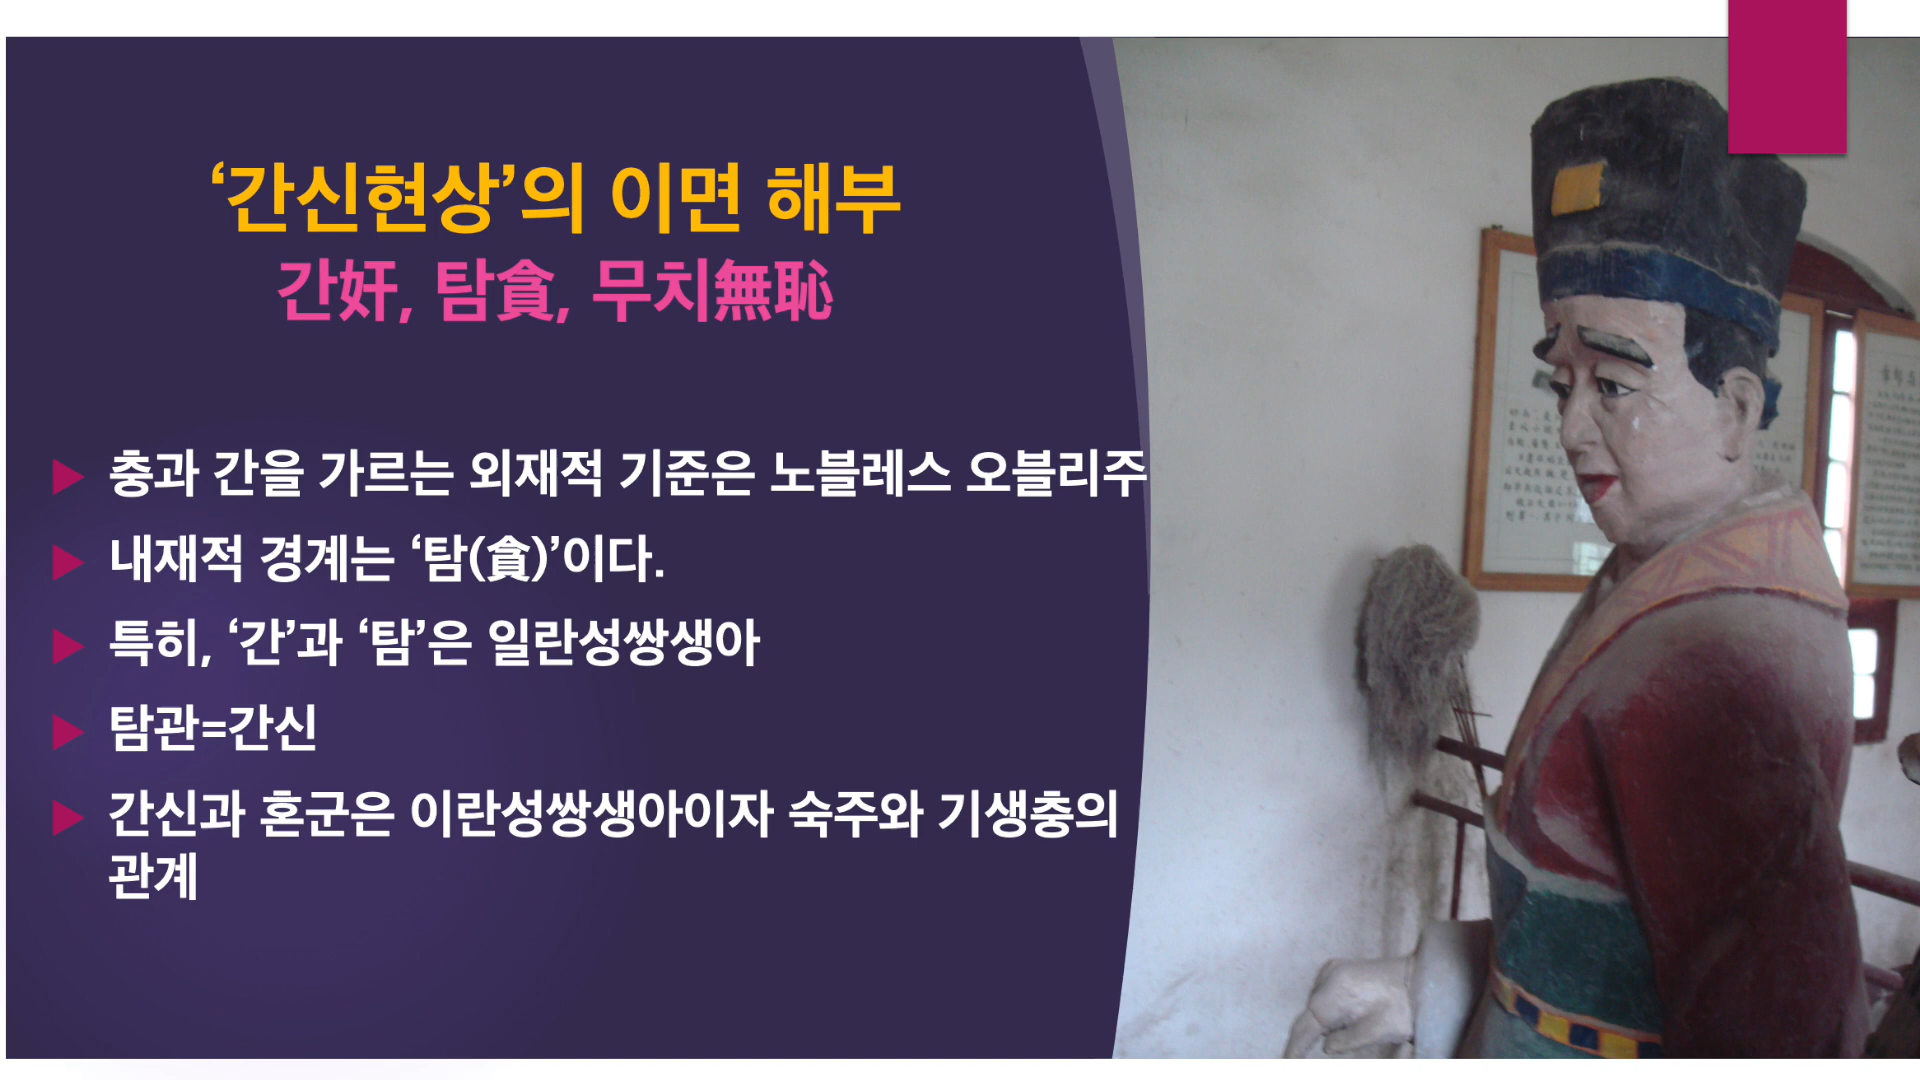 ‘간신현상’의 이면 해부
간奸, 탐貪, 무치無恥
충과 간을 가르는 외재적 기준은 노블레스 오블리주
내재적 경계는 ‘탐(貪)’이다.
특히, ‘간’과 ‘탐’은 일란성쌍생아
탐관=간신
간신과 혼군은 이란성쌍생아이자 숙주와 기생충의
관계